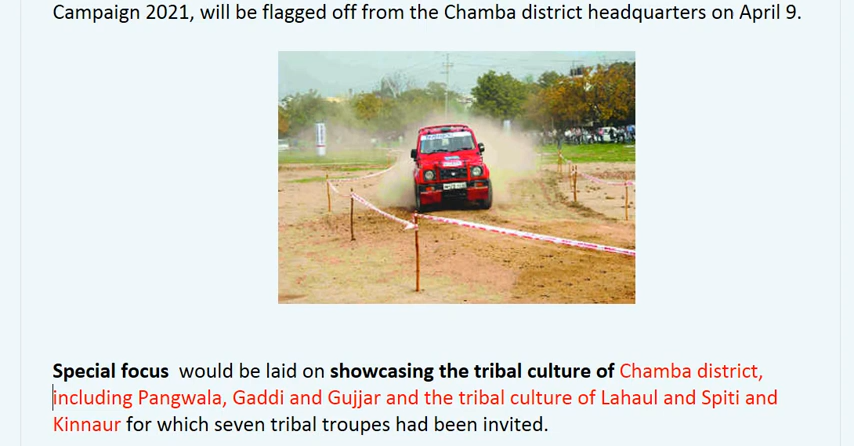 Campaign 2021, will be flagged off from the Chamba district headquarters on April 9.
Special focus would be laid on showcasing the tribal culture of Chamba district,
including Pangwala, Gaddi and Gujjar and the tribal culture of Lahaul and Spiti and
Kinnaur for which seven tribal troupes had been invited.